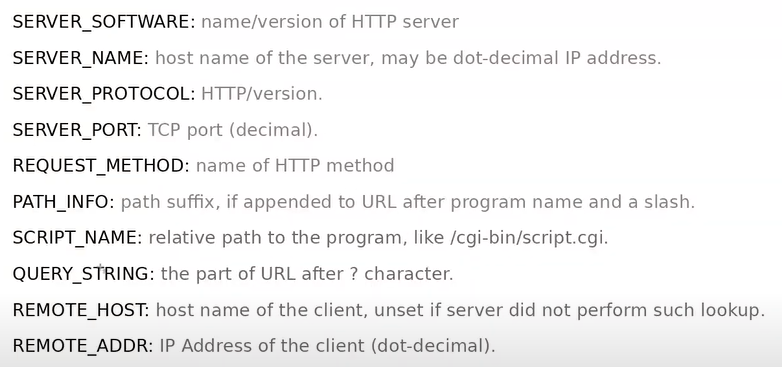 SERVER_SOFTWARE: name/version of HTTP server
SERVER_NAME: host name of the server, may be dot-decimal IP address.
SERVER_PROTOCOL: HTTP/version.
SERVER_PORT: TCP port (decimal).
REQUEST_METHOD: name of HTTP method
PATH_INFO: path suffix, if appended to URL after program name and a slash.
SCRIPT_NAME: relative path to the program, like /cgi-bin/script.cgi.
QUERY_STRING: the part of URL after ? character.
REMOTE_HOST: host name of the client, unset if server did not perform such lookup.
REMOTE_ADDR: IP Address of the client (dot-decimal).